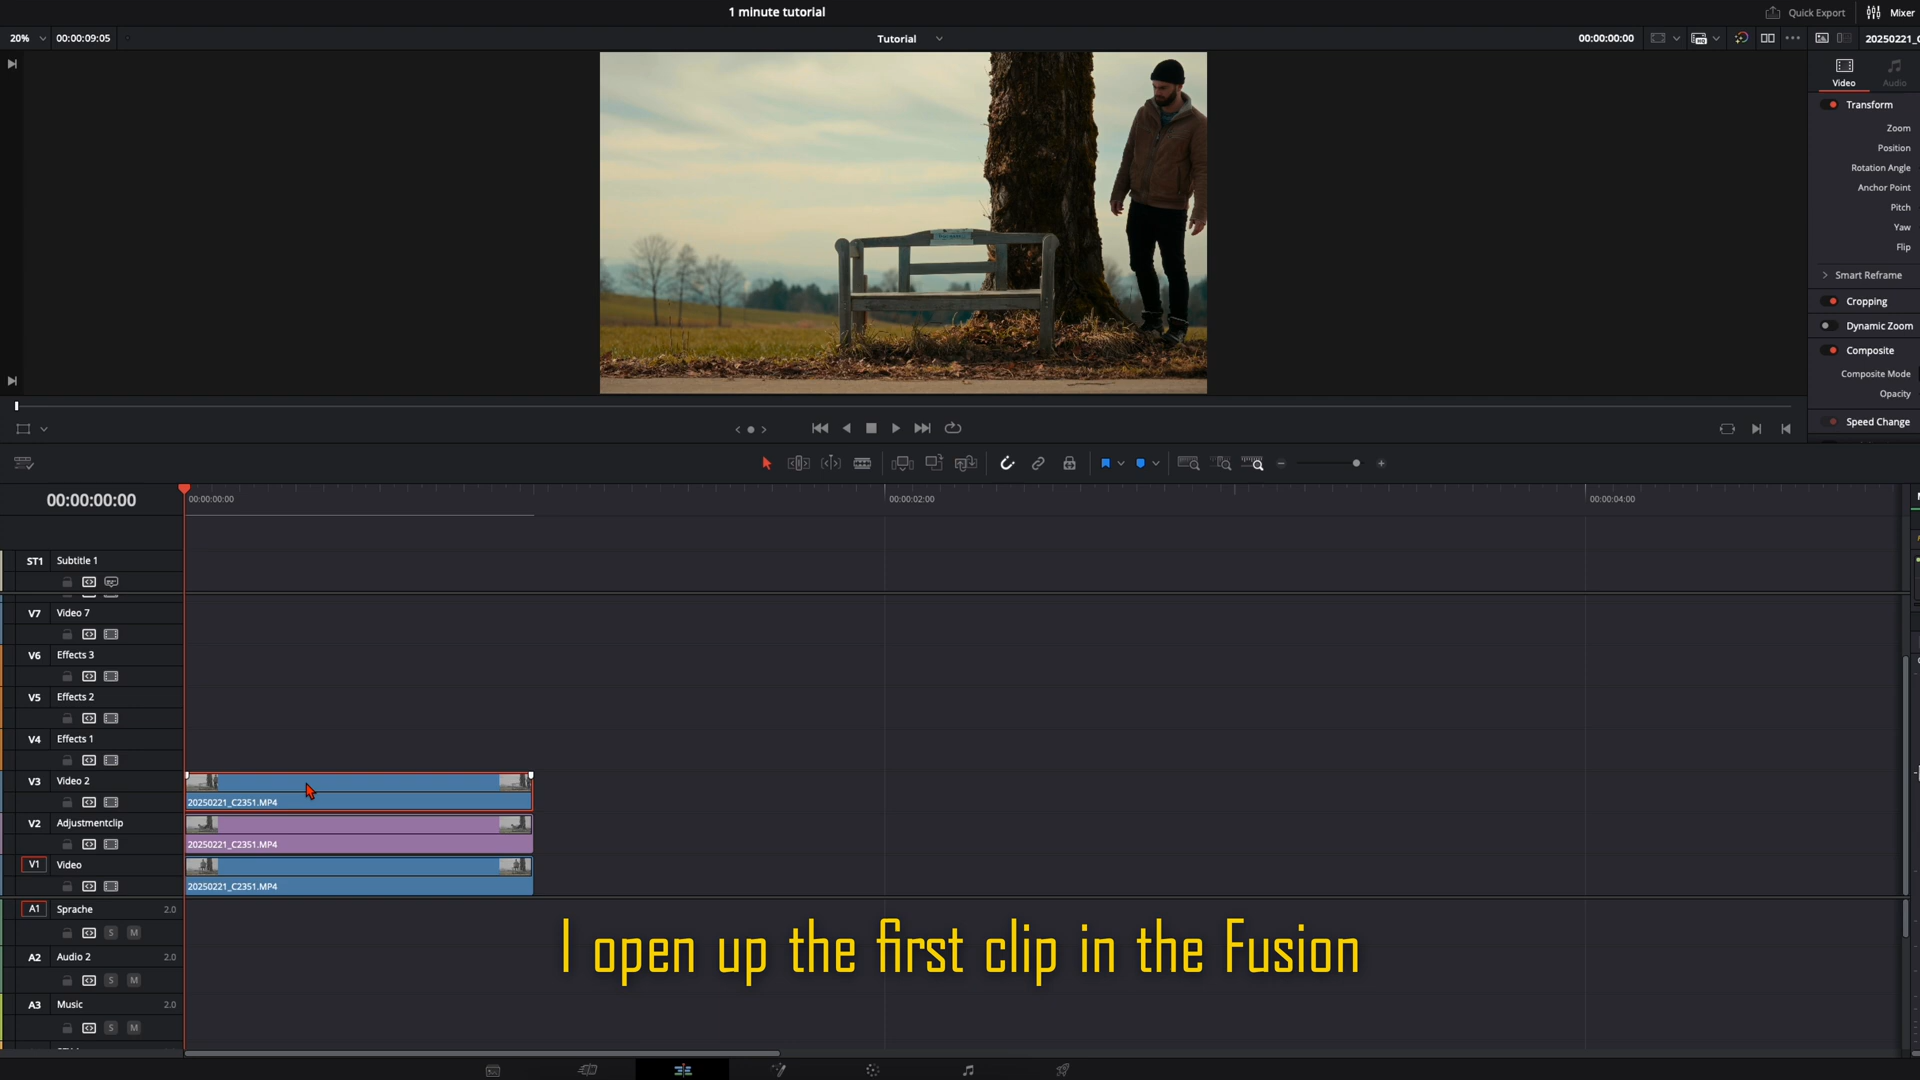 1 minute tutorial
Quick Export
Mixer
20%
00:00:09:05
Tutorial
00:00:00:00
20250221_C
Video
Audio
Transform
Zoom
Position
Rotation Angle
Anchor Point
Pitch
Yaw
Flip
Smart Reframe
Cropping
Dynamic Zoom
Composite
Composite Mode
Opacity
Speed Change
00:00:00:00
00:00:00:00
00:00:02:00
00:00:04:00
ST1 Subtitle 1
V7 Video 7
V6 Effects 3
V5 Effects 2
V4 Effects 1
V3 Video 2
20250221_C2351.MP4
V2 Adjustmentclip
20250221_C2351.MP4
V1 Video
20250221_C2351.MP4
A1 Sprache 2.0
S M
A2 Audio 2 2.0
S M
A3 Music 2.0
S M
I open up the first clip in the Fusion